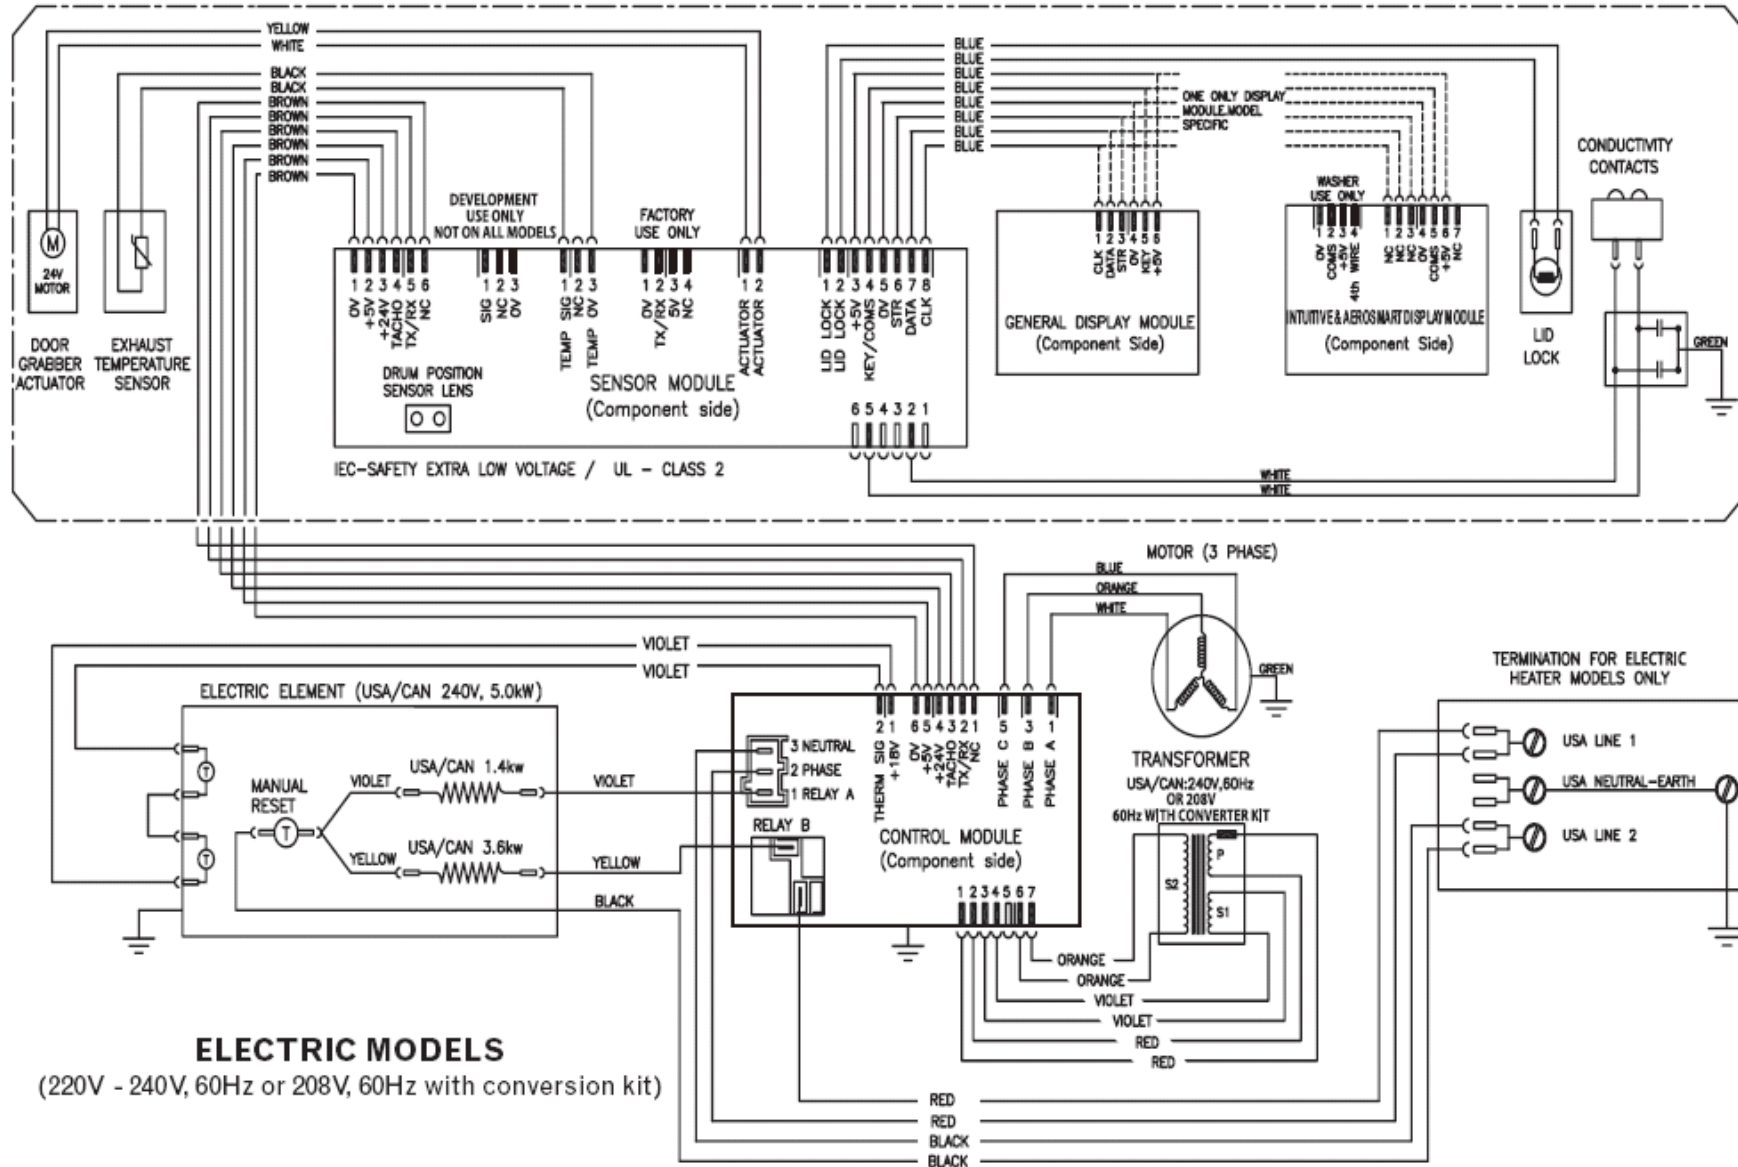 YELLOW
WHITE
BLACK
BLACK
BROWN
BROWN
BROWN
BROWN
BROWN
BROWN
BLUE
BLUE
BLUE
BLUE
BLUE
BLUE
BLUE
BLUE
ONE ONLY DISPLAY
MODULE.MODEL
SPECIFIC
CONDUCTIVITY
CONTACTS
M
24V
MOTOR
DOOR
GRABBER
ACTUATOR
EXHAUST
TEMPERATURE
SENSOR
DEVELOPMENT
USE ONLY
NOT ON ALL MODELS
FACTORY
USE ONLY
1 2 3 4 5 6
0V
+5V
+24V
TACHO
TX/RX
NC
1 2 3
SIG
NC
0V
1 2 3
TEMP SIG
NC
TEMP 0V
1 2 3 4
0V
TX/RX
5V
NC
1 2
ACTUATOR
ACTUATOR
1 2 3 4 5 6 7 8
LID LOCK
LID LOCK
+5V
KEY/COMS
0V
STR
DATA
CLK
DRUM POSITION
SENSOR LENS
SENSOR MODULE
(Component side)
6 5 4 3 2 1
IEC-SAFETY EXTRA LOW VOLTAGE / UL - CLASS 2
1 2 3 4 5 6
CLK
DATA
STR
0V
KEY
+5V
GENERAL DISPLAY MODULE
(Component Side)
WASHER
USE ONLY
1 2 3 4
0V
COMS
+5V
4th WIRE
1 2 3 4 5 6 7
NC
NC
NC
0V
COMS
+5V
NC
INTUITIVE & AEROSMART DISPLAY MODULE
(Component Side)
LID
LOCK
GREEN
WHITE
WHITE
MOTOR (3 PHASE)
BLUE
ORANGE
WHITE
GREEN
VIOLET
VIOLET
ELECTRIC ELEMENT (USA/CAN 240V, 5.0kW)
T
T
MANUAL
RESET
T
VIOLET
USA/CAN 1.4kw
VIOLET
YELLOW
USA/CAN 3.6kw
YELLOW
BLACK
3 NEUTRAL
2 PHASE
1 RELAY A
RELAY B
2 1
THERM SIG
+18V
6 5 4 3 2 1
0V
+5V
+24V
TACHO
TX/RX
NC
5 3 1
PHASE C
PHASE B
PHASE A
CONTROL MODULE
(Component side)
1 2 3 4 5 6 7
TRANSFORMER
USA/CAN:240V,60Hz
OR 208V
60Hz WITH CONVERTER KIT
S2
P
S1
ORANGE
ORANGE
VIOLET
VIOLET
RED
RED
TERMINATION FOR ELECTRIC
HEATER MODELS ONLY
USA LINE 1
USA NEUTRAL-EARTH
USA LINE 2
RED
RED
BLACK
BLACK
ELECTRIC MODELS
(220V - 240V, 60Hz or 208V, 60Hz with conversion kit)